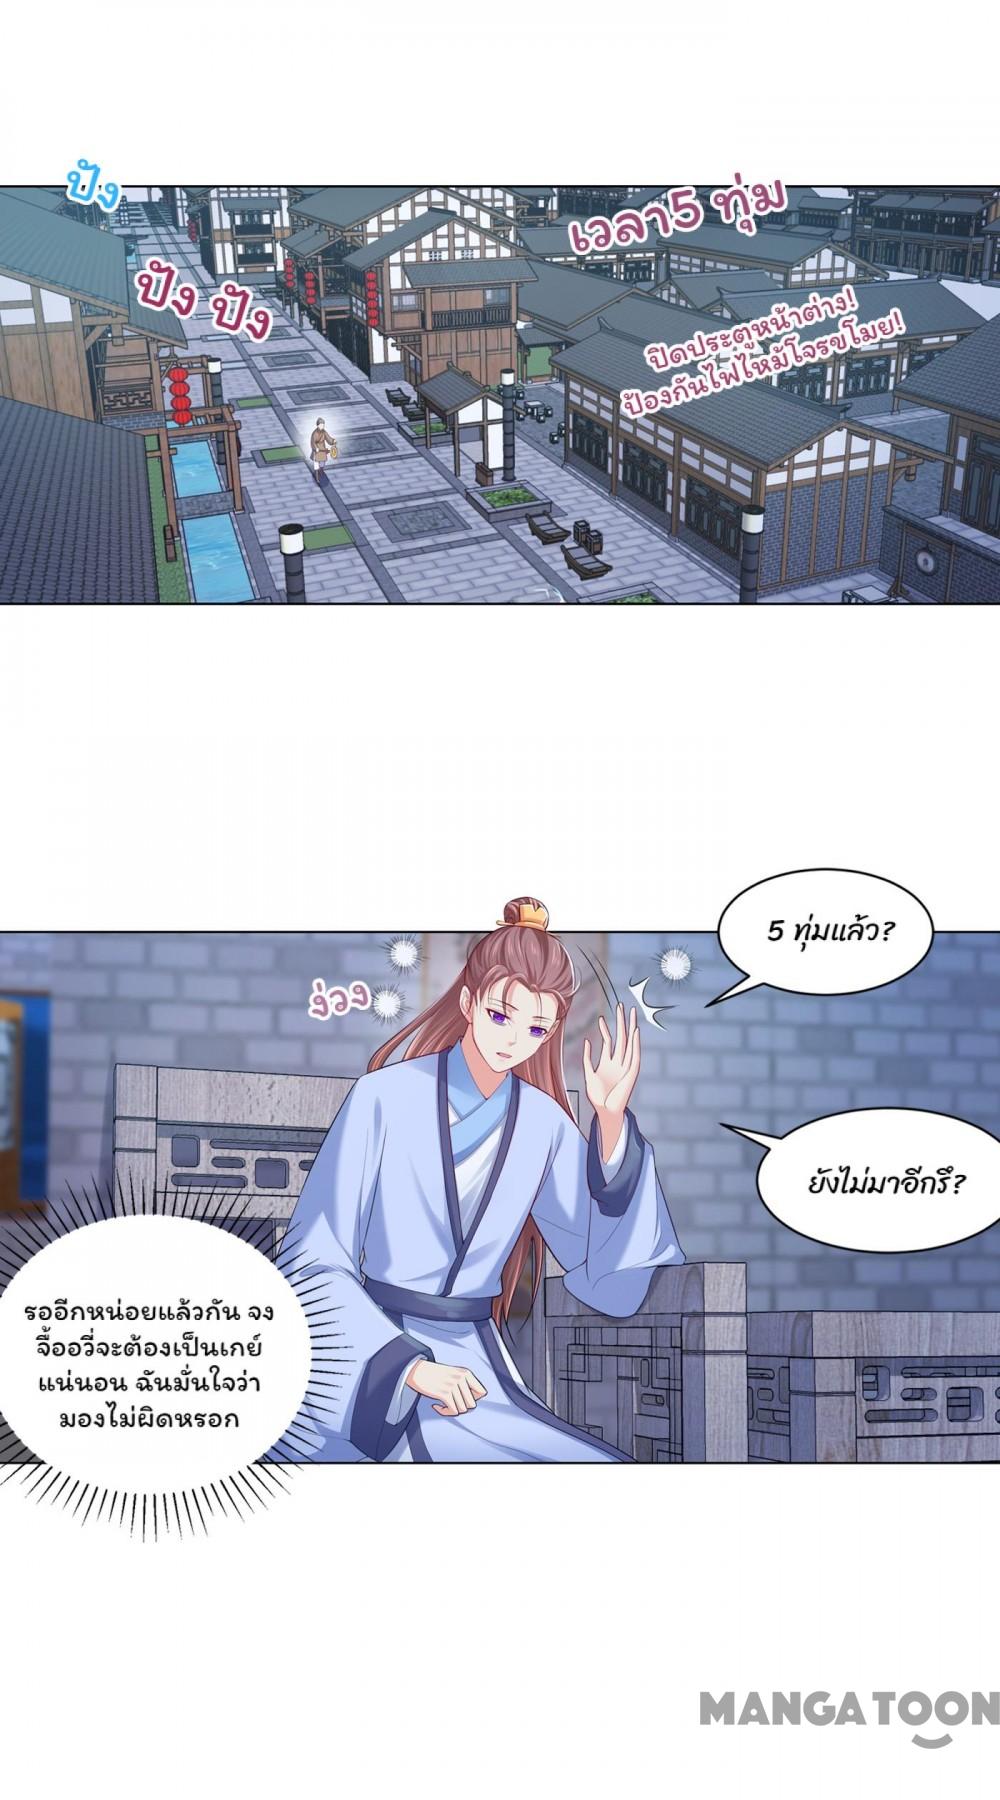 ปัง
ปัง ปัง
เวลา5 ทุ่ม
ปิดประตูหน้าต่าง!
ป้องกันไฟไหม้โจรขโมย!
5 ทุ่มแล้ว?
ง่วง
ยังไม่มาอีกรึ?
รออีกหน่อยแล้วกัน จง
จื้ออวี่จะต้องเป็นเกย์
แน่นอน ฉันมั่นใจว่า
มองไม่ผิดหรอก
MANGATOON